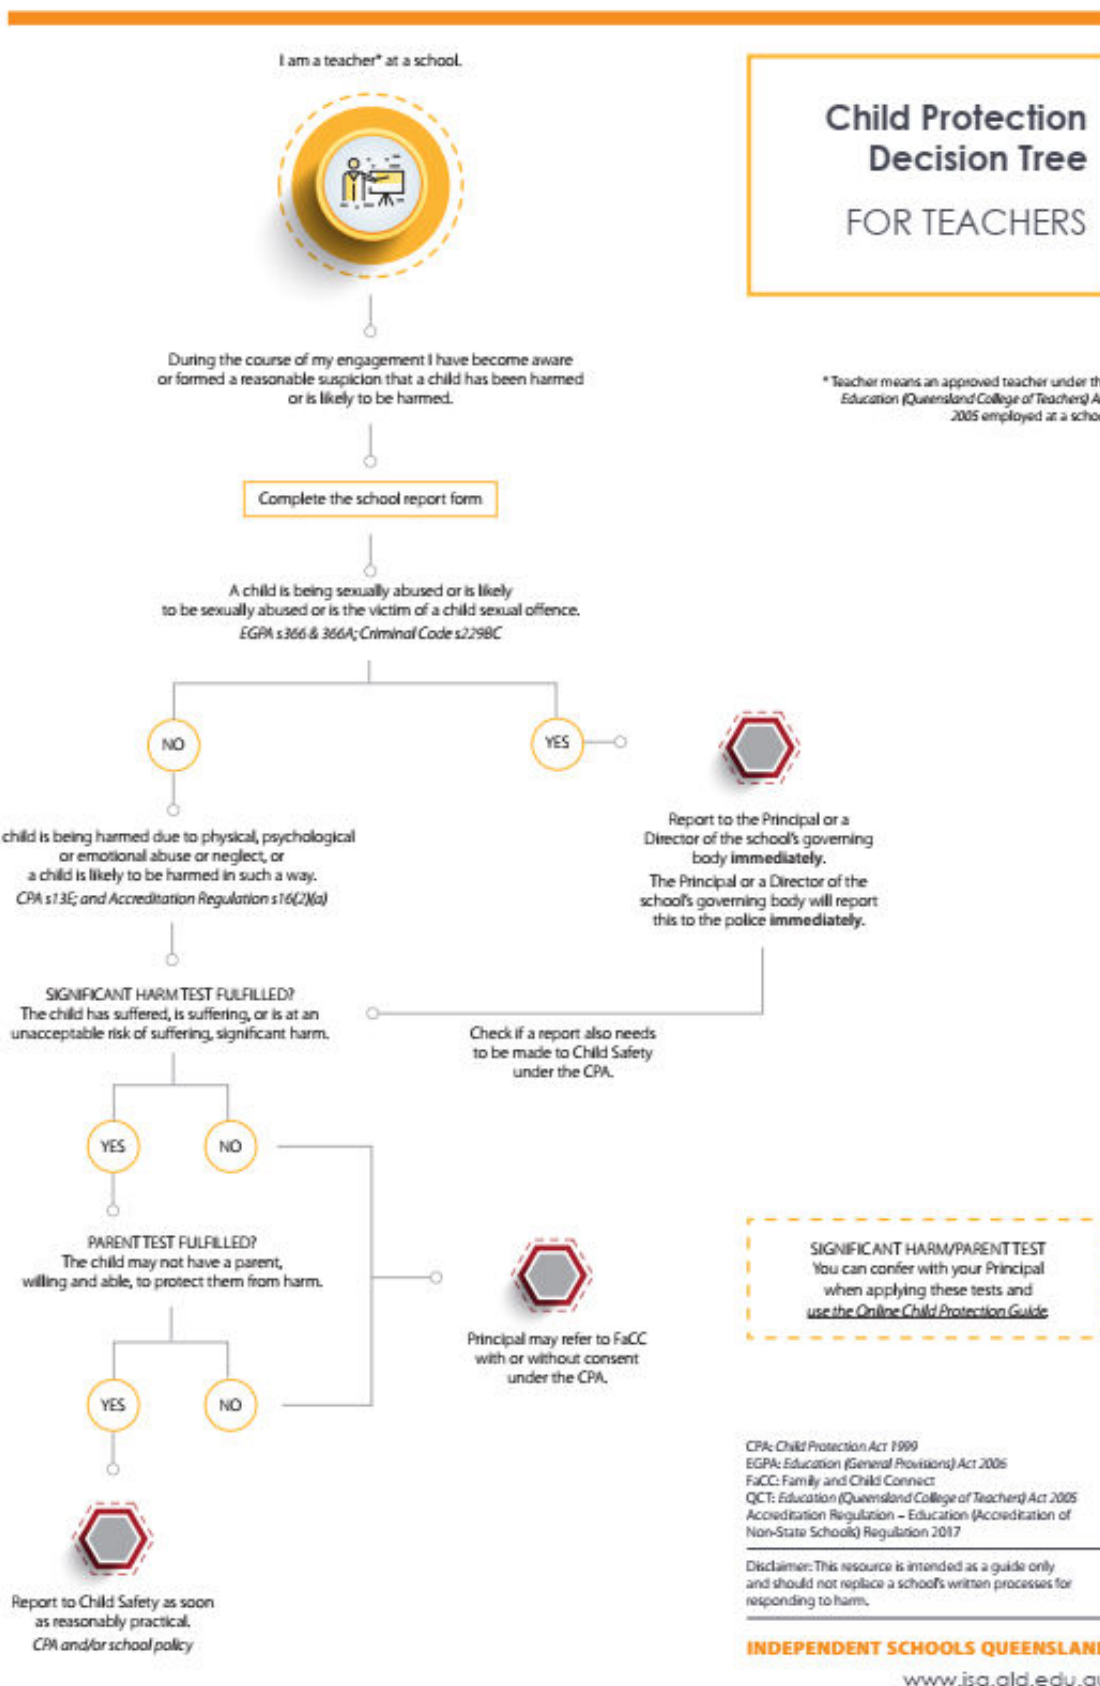 I am a teacher* at a school.
Child Protection
Decision Tree
FOR TEACHERS
During the course of my engagement I have become aware
or formed a reasonable suspicion that a child has been harmed
or is likely to be harmed.
* Teacher means an approved teacher under th
Education (Queensland College of Teachers) A
2005 employed at a schoo
Complete the school report form
A child is being sexually abused or is likely
to be sexually abused or is the victim of a child sexual offence.
EGPA s366 & 366A; Criminal Code s229BC
NO
YES
child is being harmed due to physical, psychological
or emotional abuse or neglect, or
a child is likely to be harmed in such a way.
CPA s13E; and Accreditation Regulation s16(2)(a)
Report to the Principal or a
Director of the school's governing
body immediately.
The Principal or a Director of the
school's governing body will report
this to the police immediately.
SIGNIFICANT HARM TEST FULFILLED?
The child has suffered, is suffering, or is at an
unacceptable risk of suffering, significant harm.
Check if a report also needs
to be made to Child Safety
under the CPA.
YES
NO
PARENT TEST FULFILLED?
The child may not have a parent,
willing and able, to protect them from harm.
SIGNIFICANT HARM/PARENT TEST
You can confer with your Principal
when applying these tests and
use the Online Child Protection Guide
Principal may refer to FaCC
with or without consent
under the CPA.
YES
NO
Report to Child Safety as soon
as reasonably practical.
CPA and/or school policy
CPA: Child Protection Act 1999
EGPA: Education (General Provisions) Act 2006
FaCC: Family and Child Connect
QCT: Education (Queensland College of Teachers) Act 2005
Accreditation Regulation – Education (Accreditation of
Non-State Schools) Regulation 2017
Disclaimer: This resource is intended as a guide only
and should not replace a school's written processes for
responding to harm.
INDEPENDENT SCHOOLS QUEENSLAND
www.isq.qld.edu.au